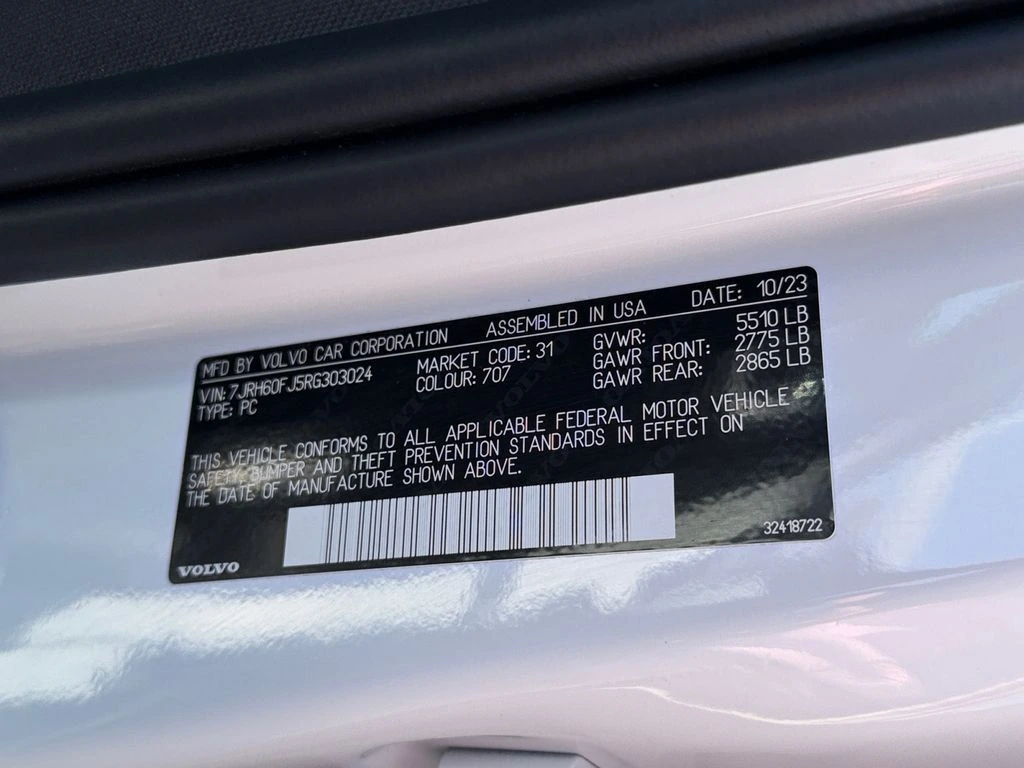 MFD BY VOLVO CAR CORPORATION ASSEMBLED IN USA DATE: 10/23
VIN: 7JRH60FJ5RG303024 MARKET CODE: 31 GVWR: 5510 LB
TYPE: PC COLOUR: 707 GAWR FRONT: 2775 LB
GAWR REAR: 2865 LB
THIS VEHICLE CONFORMS TO ALL APPLICABLE FEDERAL MOTOR VEHICLE
SAFETY, BUMPER AND THEFT PREVENTION STANDARDS IN EFFECT ON
THE DATE OF MANUFACTURE SHOWN ABOVE.
VOLVO 32418722